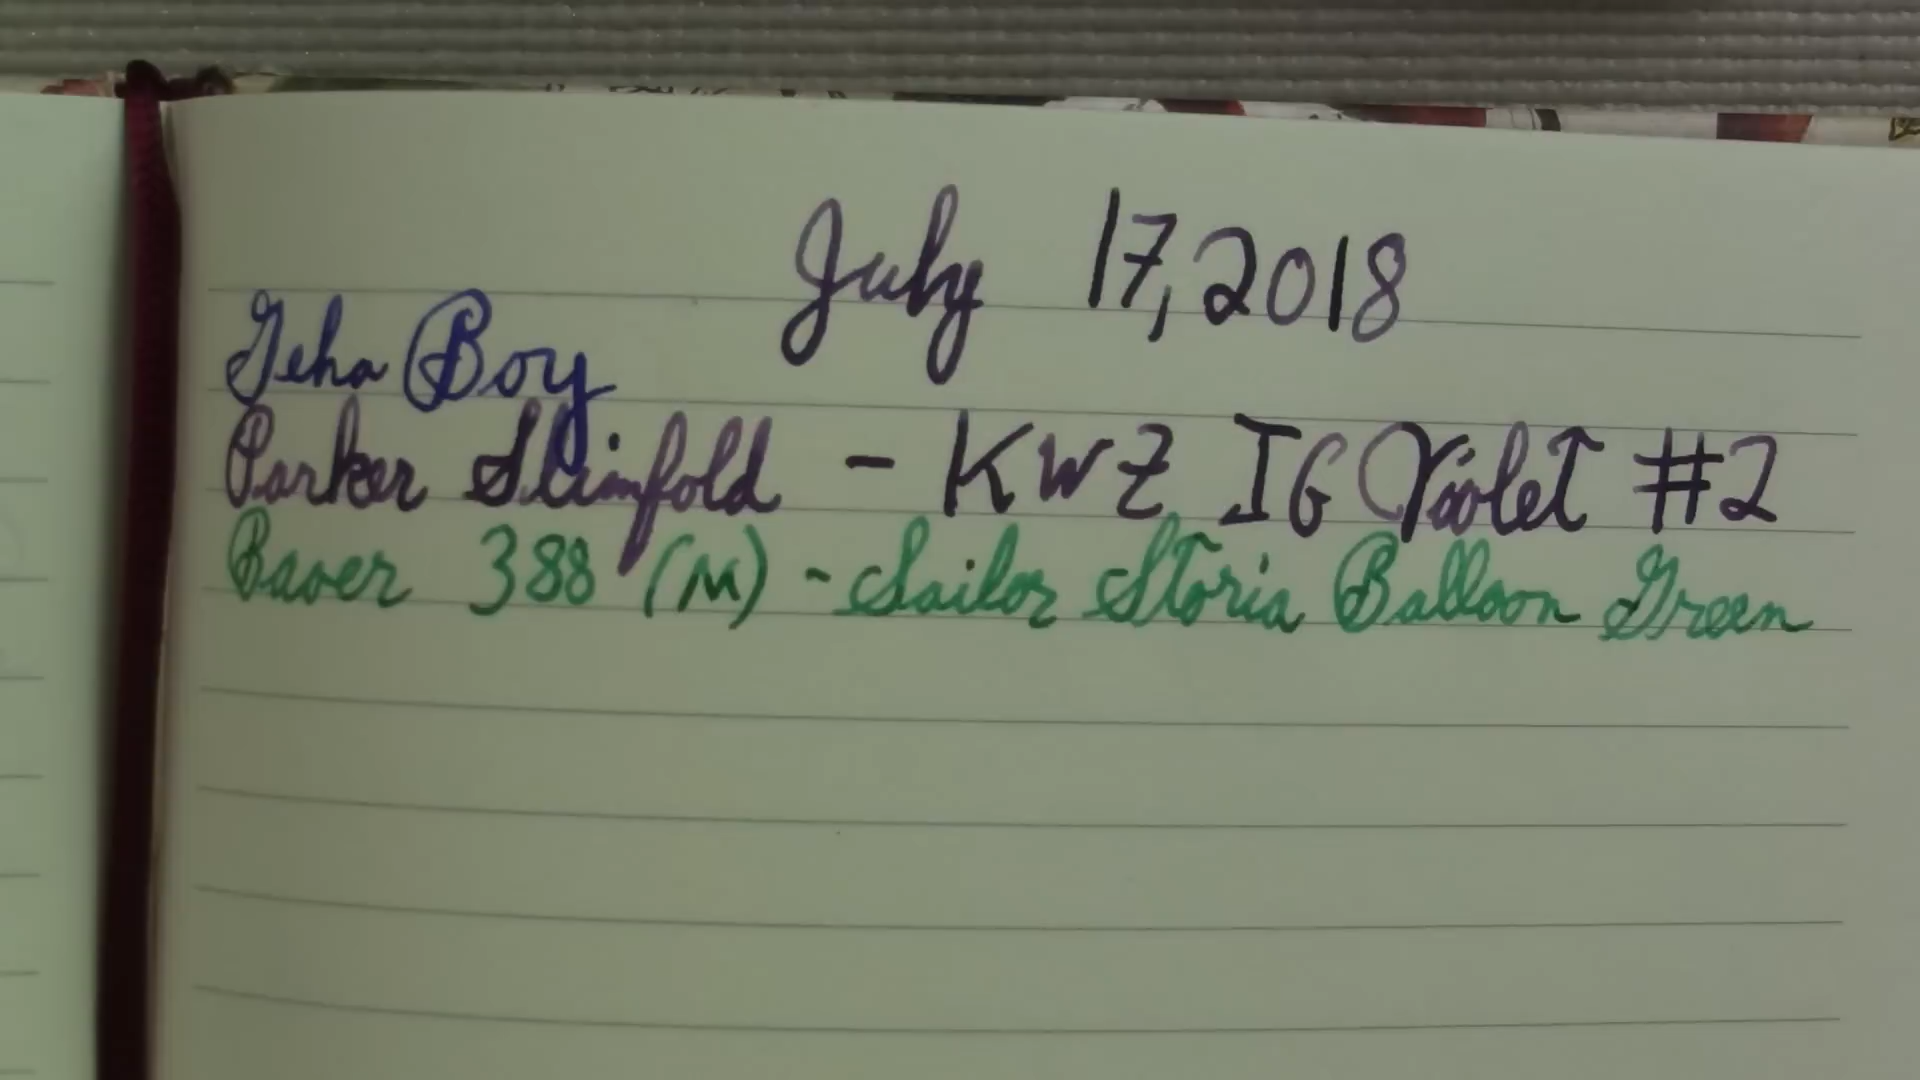 July 17, 2018
Geha Boy
Parker Slimfold - KWZ IG Violet #2
Baoer 388 (M) - Sailor Storia Balloon Green